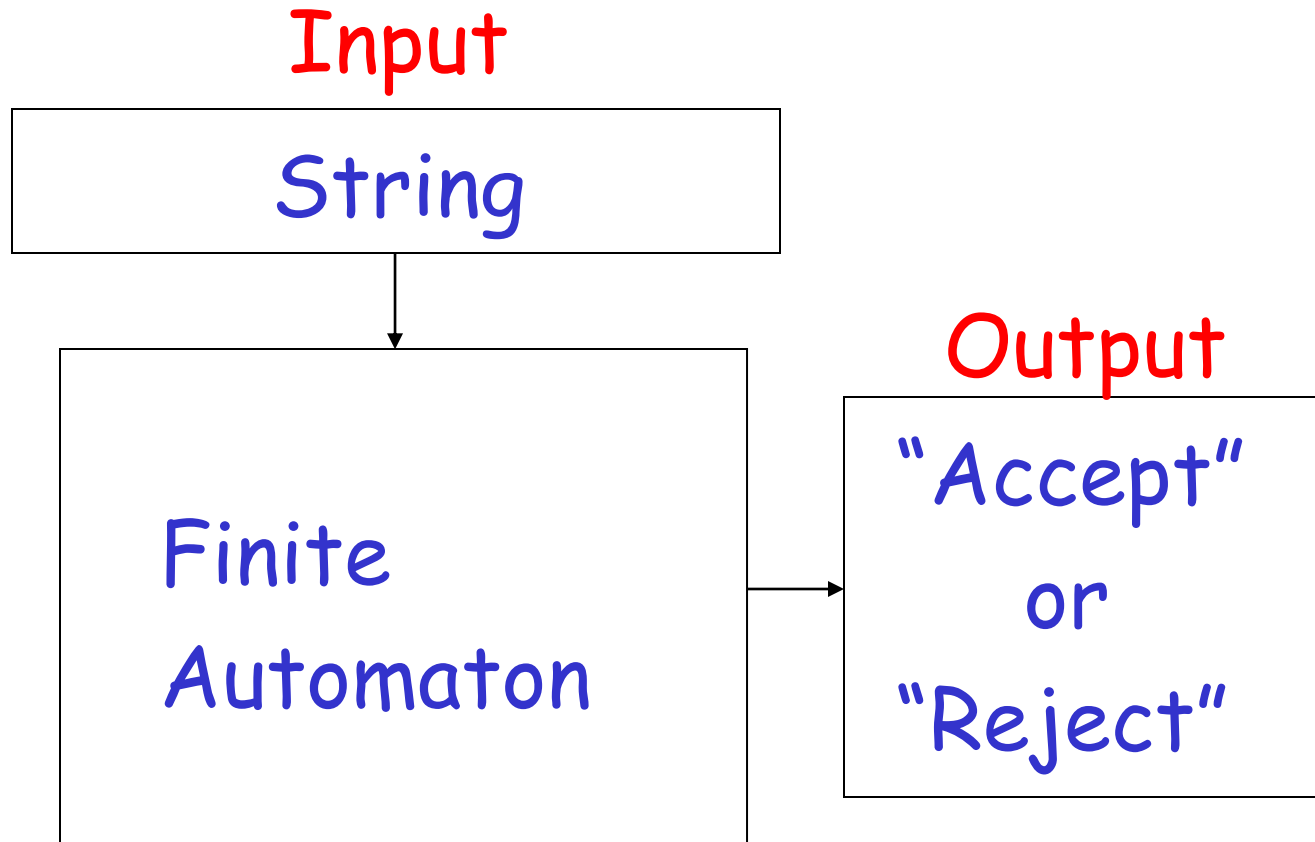 Input
String
Output
“Accept”
or
“Reject”
Finite
Automaton